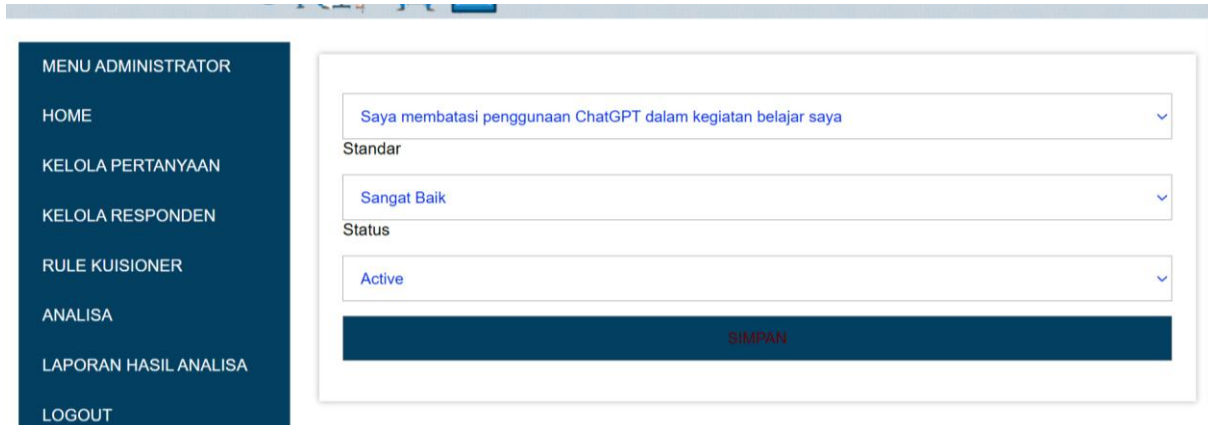 MENU ADMINISTRATOR
HOME
KELOLA PERTANYAAN
KELOLA RESPONDEN
RULE KUISIONER
ANALISA
LAPORAN HASIL ANALISA
LOGOUT
Saya membatasi penggunaan ChatGPT dalam kegiatan belajar saya
Standar
Sangat Baik
Status
Active
SIMPAN